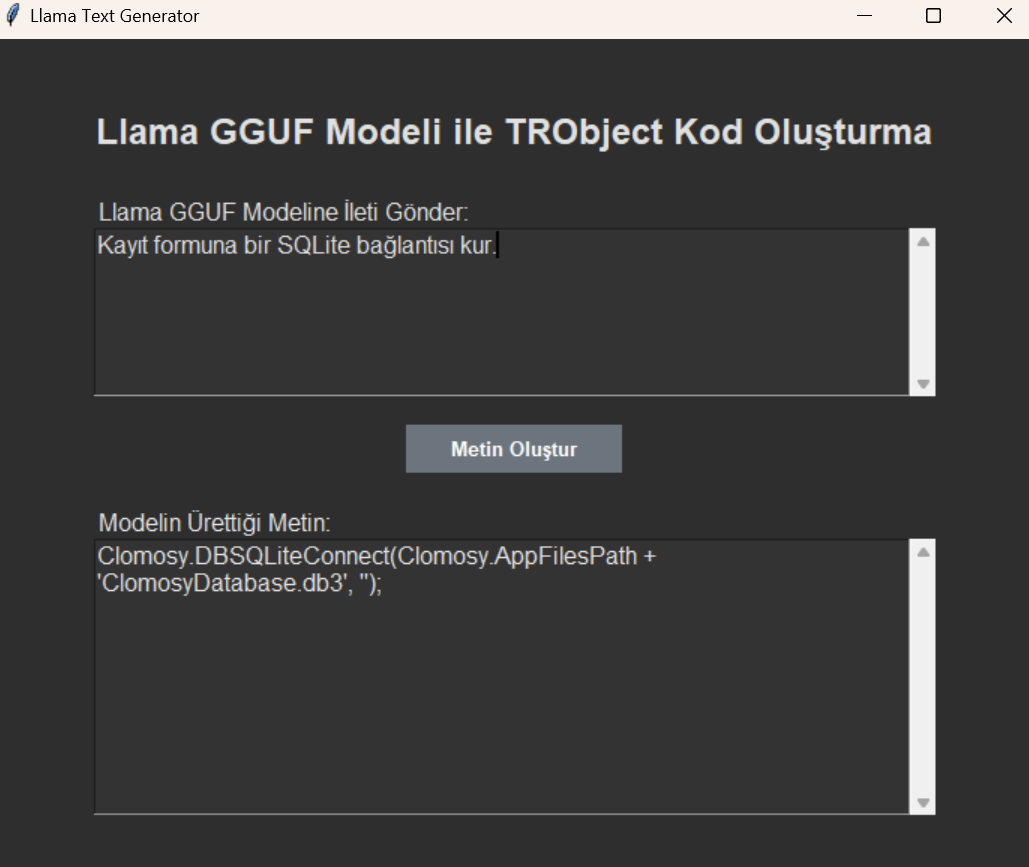 Llama Text Generator
Llama GGUF Modeli ile TRObject Kod Oluşturma
Llama GGUF Modeline İleti Gönder:
Kayıt formuna bir SQLite bağlantısı kur.
Metin Oluştur
Modelin Ürettiği Metin:
Clomosy.DBSQLiteConnect(Clomosy.AppFilesPath +
'ClomosyDatabase.db3', '');